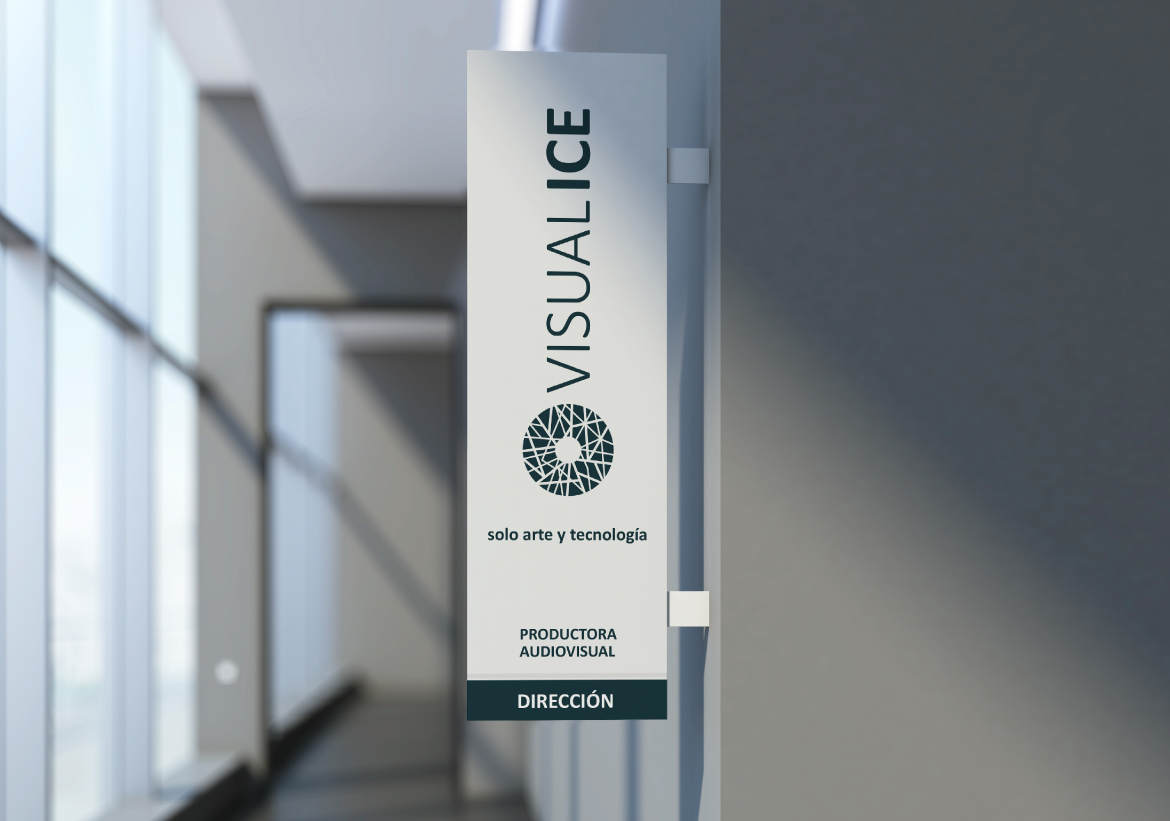 VISUALICE
solo arte y tecnología
PRODUCTORA
AUDIOVISUAL
DIRECCIÓN